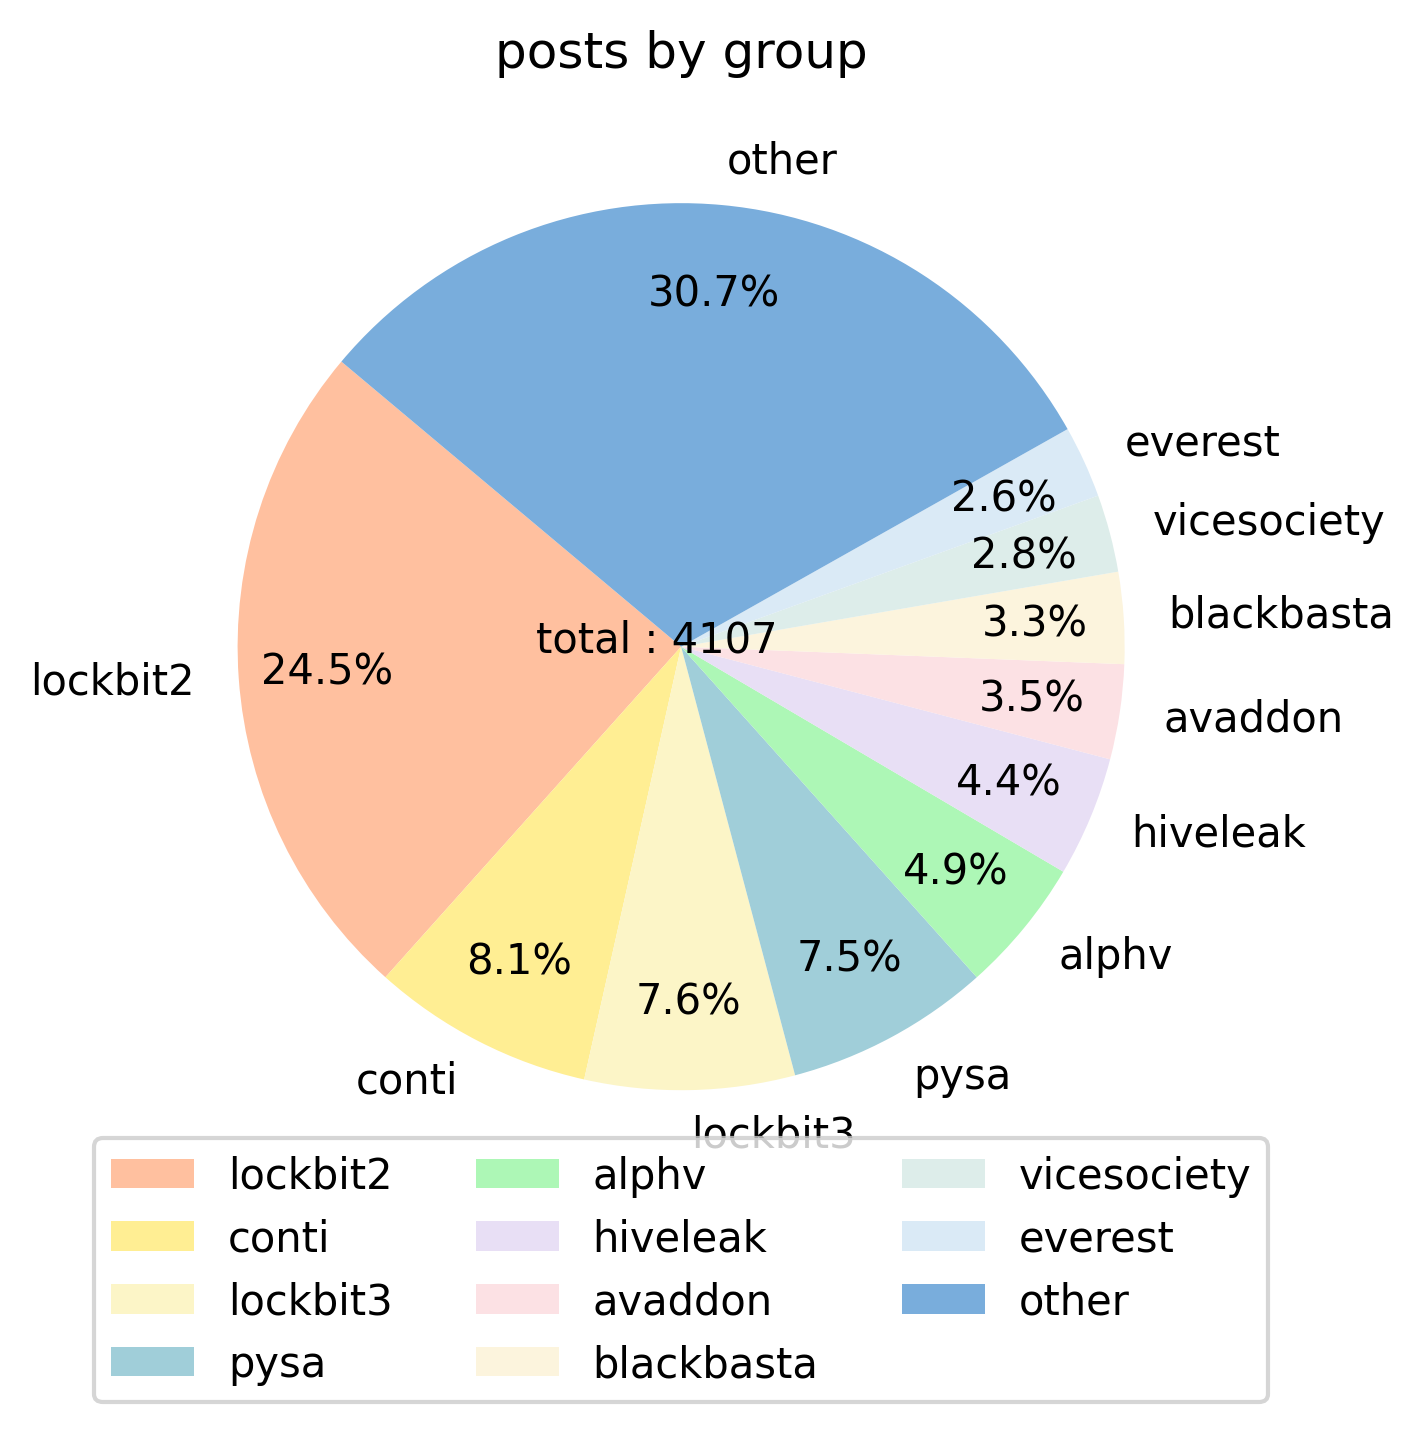 posts by group
other
30.7%
everest
2.6%
vicesociety
2.8%
blackbasta
3.3%
total : 4107
lockbit2
24.5%
3.5%
avaddon
4.4%
hiveleak
4.9%
alphv
8.1%
7.5%
7.6%
conti
pysa
lockbit3
lockbit2
conti
lockbit3
pysa
alphv
hiveleak
avaddon
blackbasta
vicesociety
everest
other